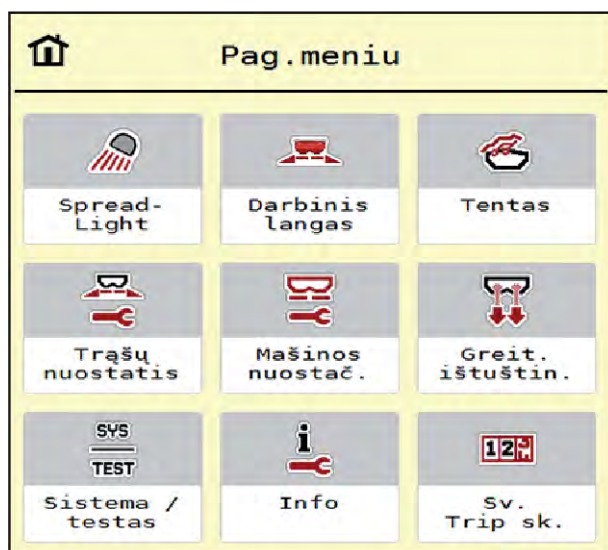 Pag.meniu
Spread-
Light
Darbinis
langas
Tentas
Trąšų
nuostatis
Mašinos
nuostač.
Greit.
ištuštin.
SYS
TEST
Sistema /
testas
i
Info
12
Sv.
Trip sk.